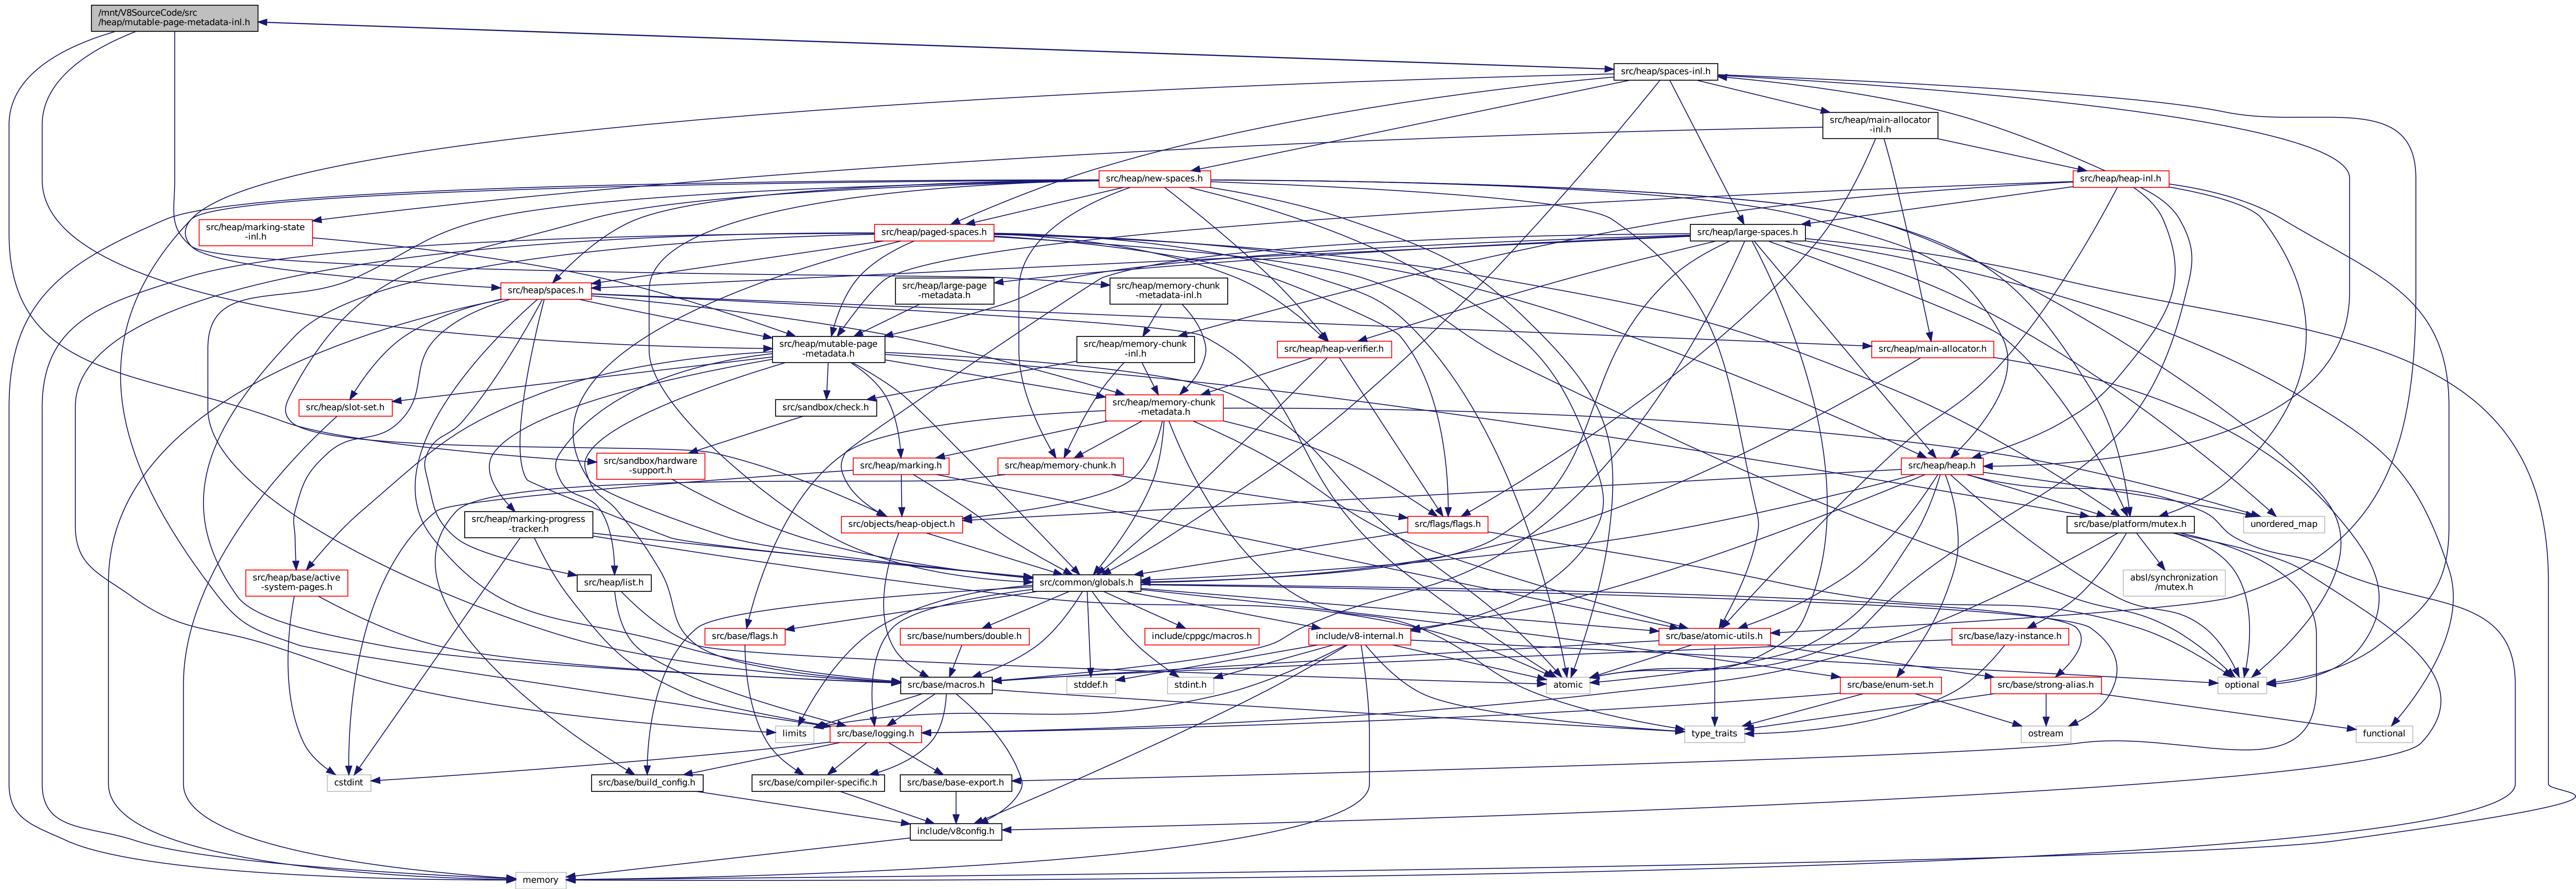 /mnt/V8SourceCode/src
/heap/mutable-page-metadata-inl.h
src/heap/spaces-inl.h
src/heap/main-allocator
-inl.h
src/heap/new-spaces.h
src/heap/heap-inl.h
src/heap/marking-state
-inl.h
src/heap/paged-spaces.h
src/heap/large-spaces.h
src/heap/spaces.h
src/heap/large-page
-metadata.h
src/heap/memory-chunk
-metadata-inl.h
src/heap/mutable-page
-metadata.h
src/heap/memory-chunk
-inl.h
src/heap/heap-verifier.h
src/heap/main-allocator.h
src/heap/slot-set.h
src/sandbox/check.h
src/heap/memory-chunk
-metadata.h
src/sandbox/hardware
-support.h
src/heap/marking.h
src/heap/memory-chunk.h
src/heap/heap.h
src/heap/marking-progress
-tracker.h
src/objects/heap-object.h
src/flags/flags.h
src/base/platform/mutex.h
unordered_map
src/heap/base/active
-system-pages.h
src/heap/list.h
src/common/globals.h
absl/synchronization
/mutex.h
src/base/flags.h
src/base/numbers/double.h
include/cppgc/macros.h
include/v8-internal.h
src/base/atomic-utils.h
src/base/lazy-instance.h
src/base/macros.h
stddef.h
stdint.h
atomic
src/base/enum-set.h
src/base/strong-alias.h
optional
limits
src/base/logging.h
type_traits
ostream
functional
cstdint
src/base/build_config.h
src/base/compiler-specific.h
src/base/base-export.h
include/v8config.h
memory